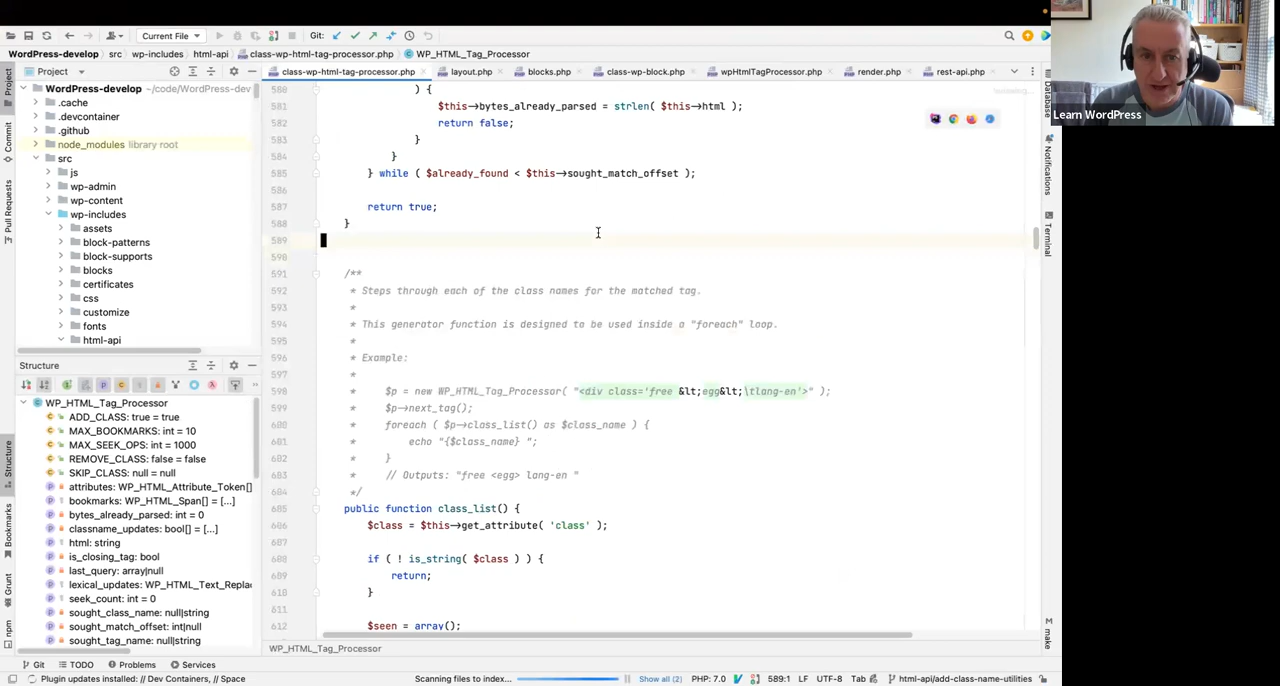 Current File
Git:
WordPress-develop
src
wp-includes
html-api
class-wp-html-tag-processor.php
WP_HTML_Tag_Processor
Project
class-wp-html-tag-processor.php
layout.php
blocks.php
class-wp-block.php
wpHtmlTagProcessor.php
render.php
rest-api.php
Project
Commit
Pull Requests
Structure
Bookmarks
Grunt
npm
WordPress-develop ~/code/WordPress-dev
.cache
.devcontainer
.github
node_modules library root
src
js
wp-admin
wp-content
wp-includes
assets
block-patterns
block-supports
blocks
certificates
css
customize
fonts
html-api
Structure
WP_HTML_Tag_Processor
ADD_CLASS: true = true
MAX_BOOKMARKS: int = 10
MAX_SEEK_OPS: int = 1000
REMOVE_CLASS: false = false
SKIP_CLASS: null = null
attributes: WP_HTML_Attribute_Token[]
bookmarks: WP_HTML_Span[] = [...]
bytes_already_parsed: int = 0
classname_updates: bool[] = [...]
html: string
is_closing_tag: bool
last_query: array|null
lexical_updates: WP_HTML_Text_Repla
seek_count: int = 0
sought_class_name: null|string
sought_match_offset: int|null
sought_tag_name: null|string
580 ) {
581 $this->bytes_already_parsed = strlen( $this->html );
582 return false;
583 }
584 }
585 } while ( $already_found < $this->sought_match_offset );
586
587 return true;
588 }
589
590
591 /**
592 * Steps through each of the class names for the matched tag.
593 *
594 * This generator function is designed to be used inside a "foreach" loop.
595 *
596 * Example:
597 *
598 * $p = new WP_HTML_Tag_Processor( "<div class='free &lt;egg&lt;\tlang-en'>" );
599 * $p->next_tag();
600 * foreach ( $p->class_list() as $class_name ) {
601 * echo "{$class_name} ";
602 * }
603 * // Outputs: "free <egg> lang-en "
604 */
605 public function class_list() {
606 $class = $this->get_attribute( 'class' );
607
608 if ( ! is_string( $class ) ) {
609 return;
610 }
611
612 $seen = array();
WP_HTML_Tag_Processor
Database
Notifications
Terminal
make
Learn WordPress
Git
TODO
Problems
Services
Plugin updates installed: // Dev Containers, // Space
Scanning files to index...
Show all (2)
PHP: 7.0
589:1
LF
UTF-8
Tab
html-api/add-class-name-utilities